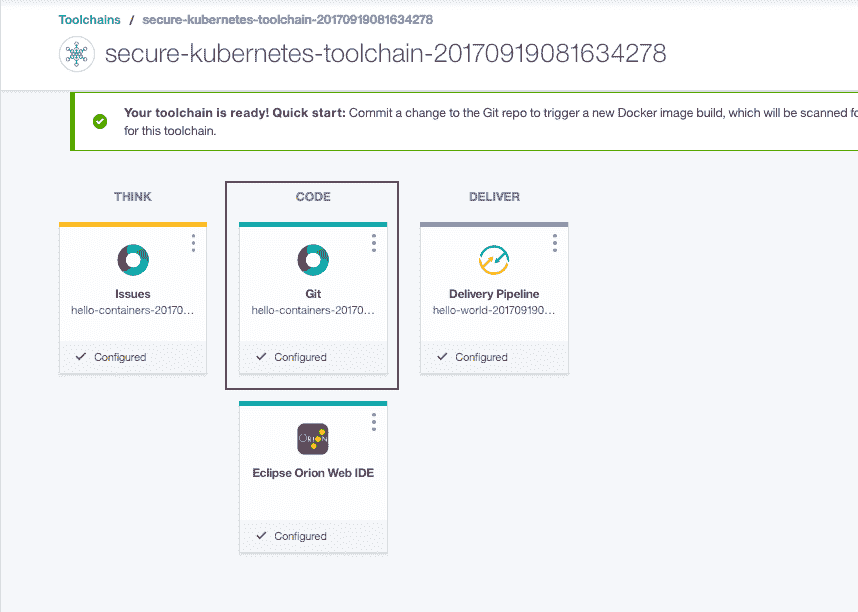 Toolchains / secure-kubernetes-toolchain-20170919081634278
secure-kubernetes-toolchain-20170919081634278
Your toolchain is ready! Quick start: Commit a change to the Git repo to trigger a new Docker image build, which will be scanned fo
for this toolchain.
THINK
Issues
hello-containers-20170...
Configured
CODE
Git
hello-containers-20170...
Configured
ORION
Eclipse Orion Web IDE
Configured
DELIVER
Delivery Pipeline
hello-world-201709190...
Configured